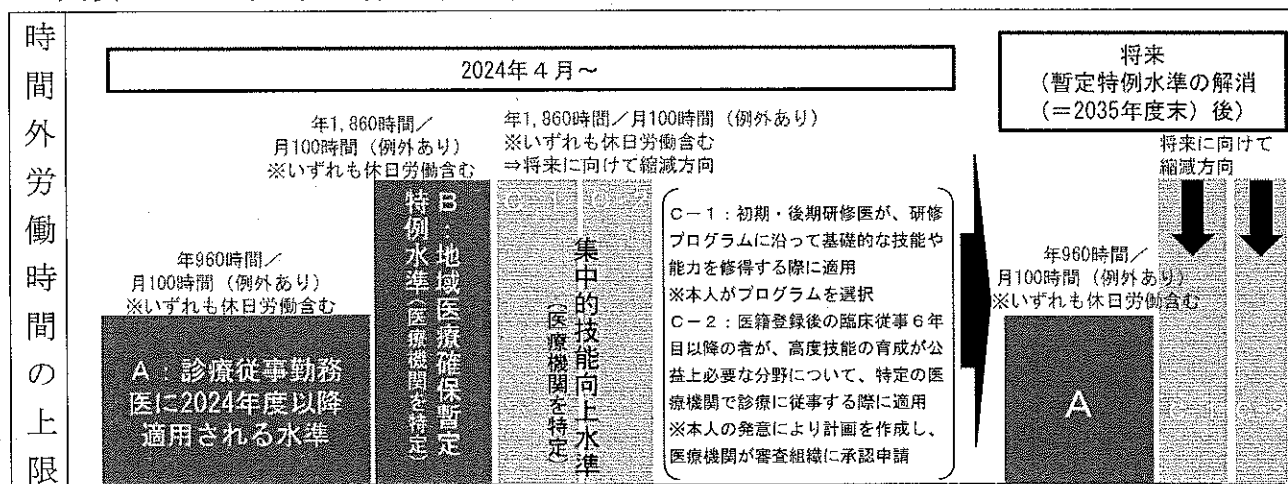 時間外労働時間の上限
2024年4月~
年1,860時間/
月100時間(例外あり)
※いずれも休日労働含む
年1,860時間/月100時間(例外あり)
※いずれも休日労働含む
⇒将来に向けて縮減方向
年960時間/
月100時間(例外あり)
※いずれも休日労働含む
A:診療従事勤務
医に2024年度以降
適用される水準
B:地域医療確保暫定
特例水準(医療機関を特定)
C-1
C-2
集中的技能向上水準
(医療機関を特定)
C-1:初期・後期研修医が、研修
プログラムに沿って基礎的な技能や
能力を修得する際に適用
※本人がプログラムを選択
C-2:医籍登録後の臨床従事6年
目以降の者が、高度技能の育成が公
益上必要な分野について、特定の医
療機関で診療に従事する際に適用
※本人の発意により計画を作成し、
医療機関が審査組織に承認申請
将来
(暫定特例水準の解消
(=2035年度末)後)
将来に向けて
縮減方向
年960時間/
月100時間(例外あり)
※いずれも休日労働含む
A
C-1
C-2